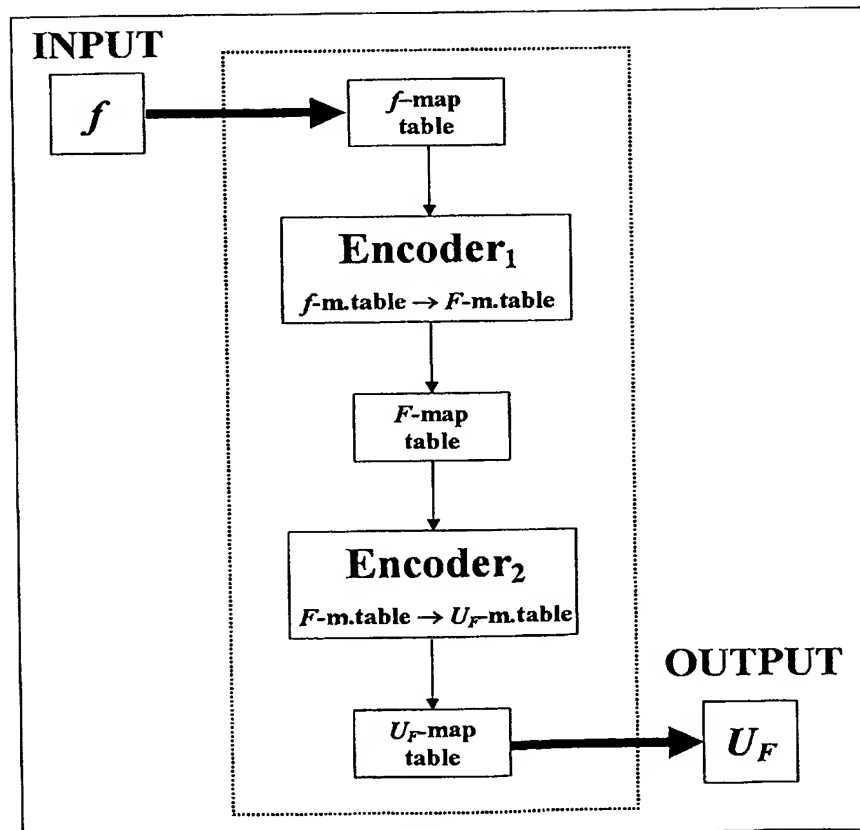 INPUT
f
f-map
table
Encoder₁
f-m.table → F-m.table
F-map
table
Encoder₂
F-m.table → U_F-m.table
U_F-map
table
OUTPUT
U_F